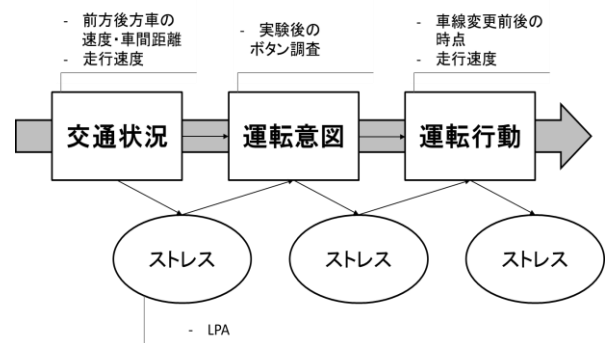 - 前方後方車の
速度・車間距離
- 走行速度
- 実験後の
ボタン調査
- 車線変更前後の
時点
- 走行速度
交通状況
運転意図
運転行動
ストレス
ストレス
ストレス
- LPA